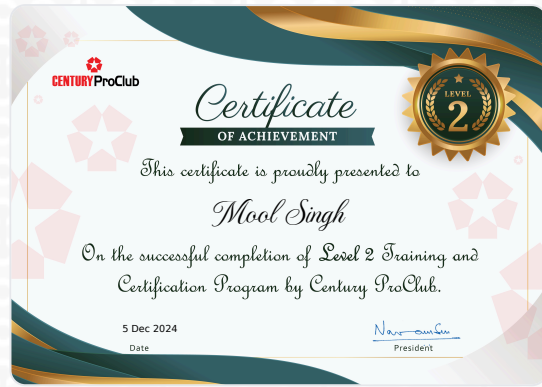 CENTURY ProClub
LEVEL
2
Certificate
OF ACHIEVEMENT
This certificate is proudly presented to
Mool Singh
On the successful completion of Level 2 Training and
Certification Program by Century ProClub.
5 Dec 2024
Date
President